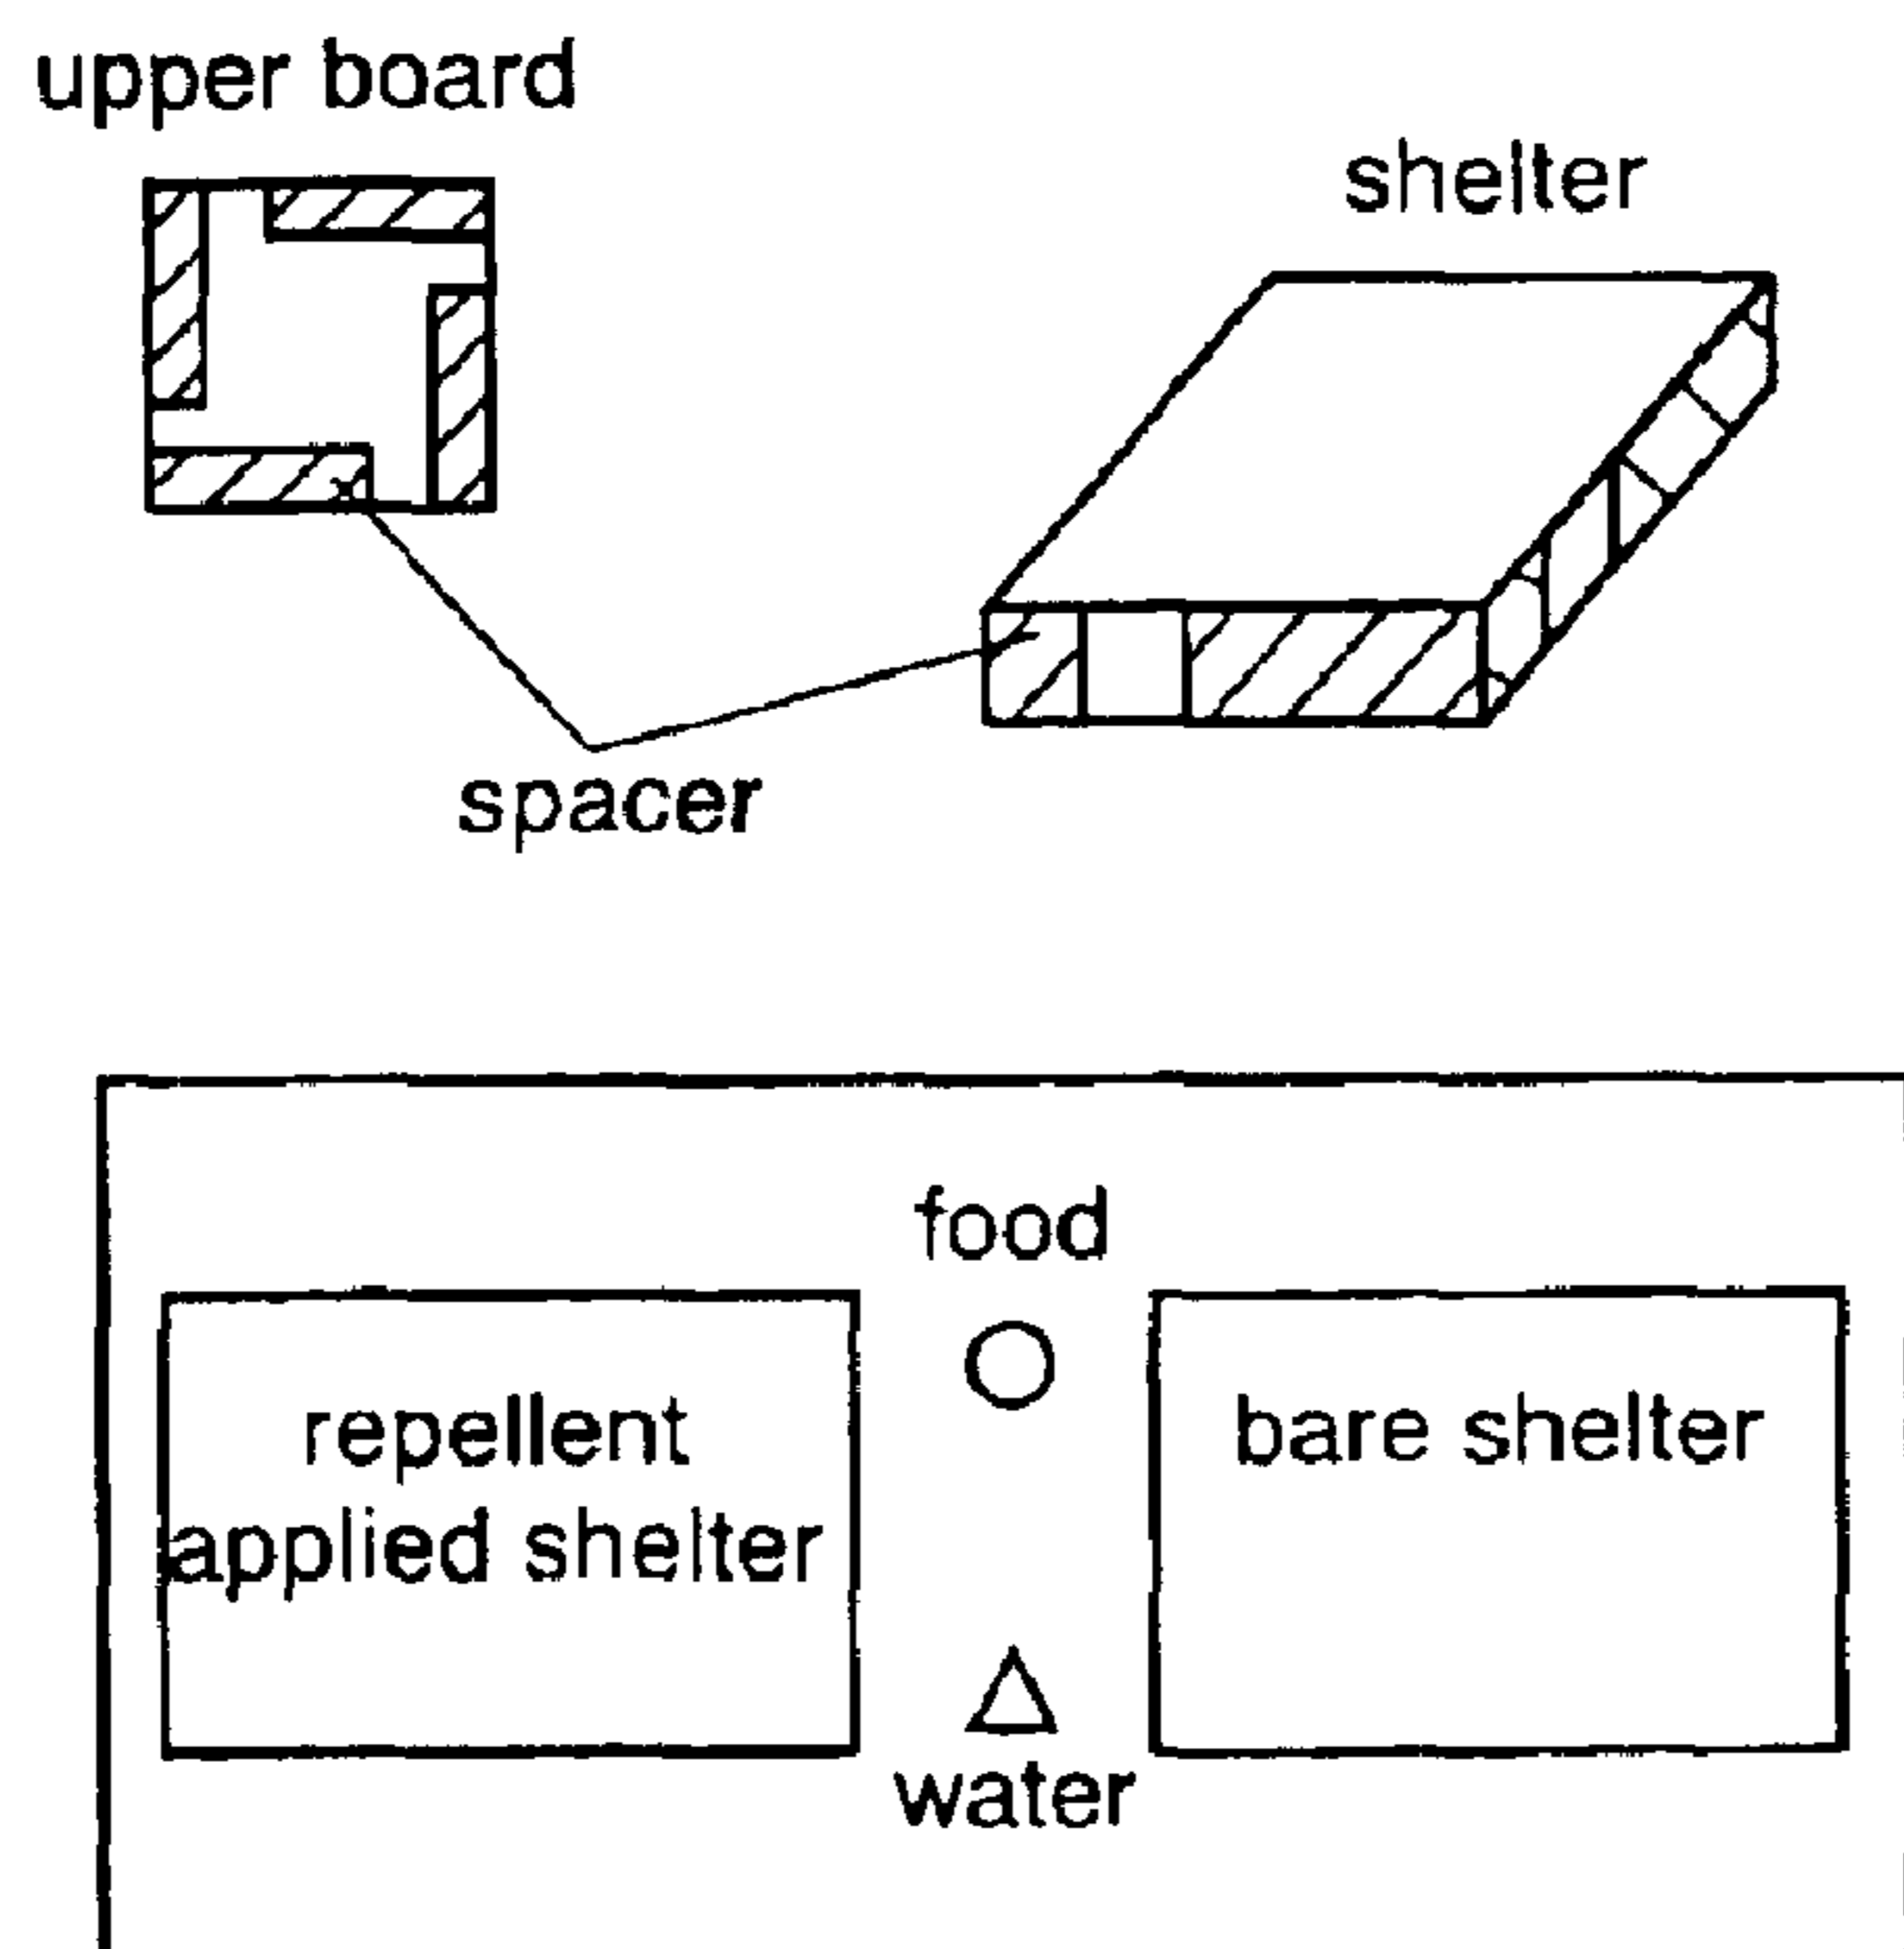 upper board
shelter
spacer
food
repellent
applied shelter
bare shelter
water